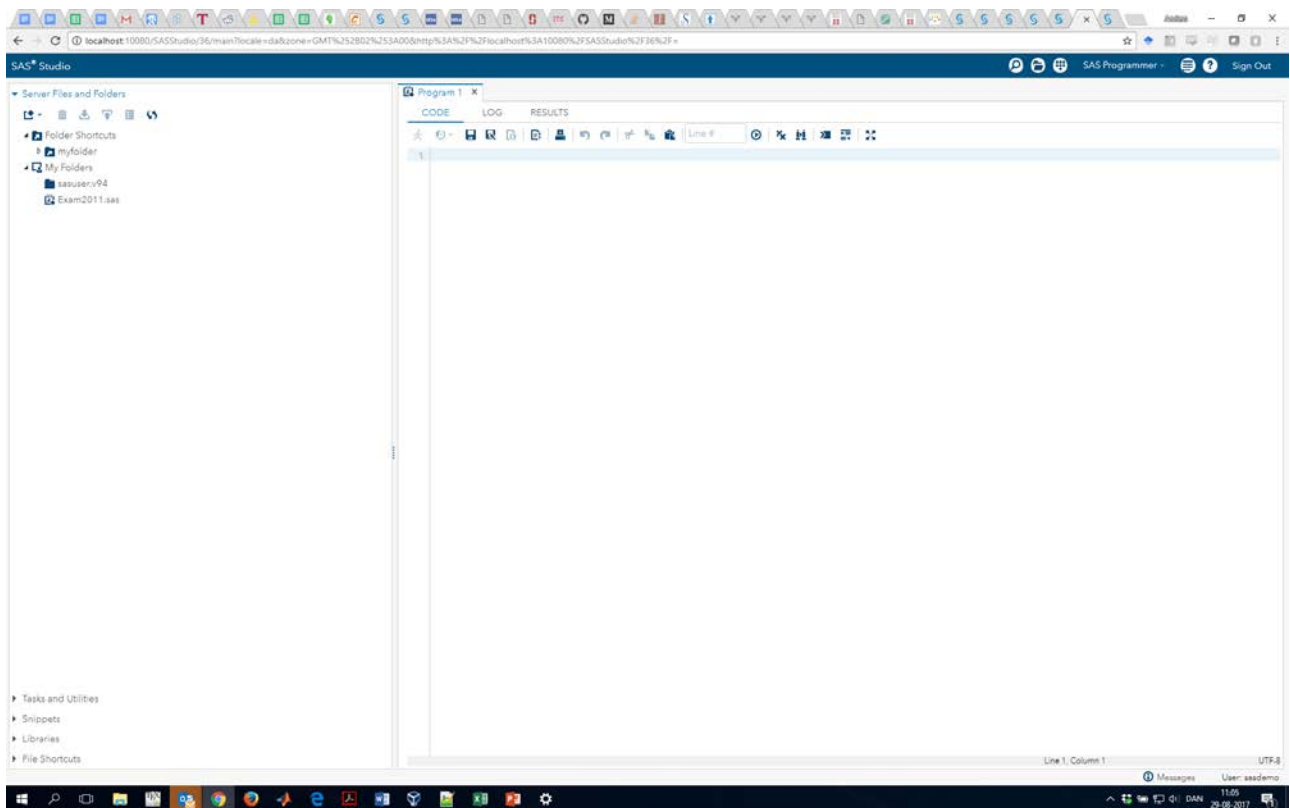 localhost:10080/SASStudio/36/main?locale=da&zone=GMT%252B02%253A00&http%3A%2F%2Flocalhost%3A10080%2FSASStudio%2F36%2F=
SAS® Studio
SAS Programmer
Sign Out
Server Files and Folders
Folder Shortcuts
myfolder
My Folders
sasuser.v94
Exam2011.sas
Tasks and Utilities
Snippets
Libraries
File Shortcuts
Program 1
CODE LOG RESULTS
Line #
1
Line 1, Column 1
UTF-8
Messages
User: sasdemo
DAN
11:05
29-08-2017